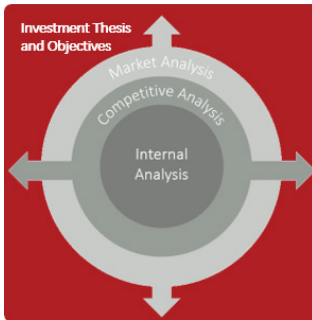 Investment Thesis
and Objectives
Market Analysis
Competitive Analysis
Internal
Analysis